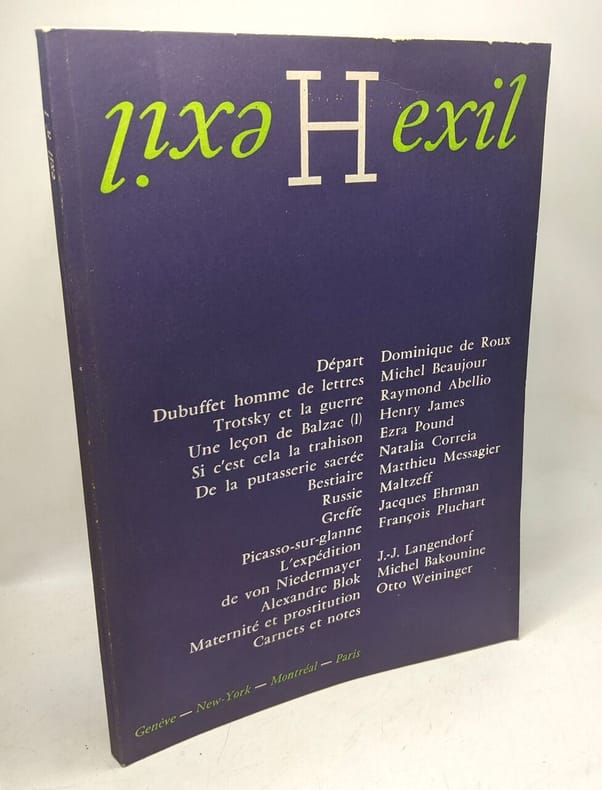 exil H exil
Départ Dominique de Roux
Dubuffet homme de lettres Michel Beaujour
Trotsky et la guerre Raymond Abellio
Une leçon de Balzac (I) Henry James
Si c'est cela la trahison Ezra Pound
De la putasserie sacrée Natalia Correia
Bestiaire Matthieu Messagier
Russie Maltzeff
Greffe Jacques Ehrman
Picasso-sur-glanne François Pluchart
L'expédition
de von Niedermayer J.-J. Langendorf
Alexandre Blok Michel Bakounine
Maternité et prostitution Otto Weininger
Carnets et notes
Genève — New-York — Montréal — Paris
exil